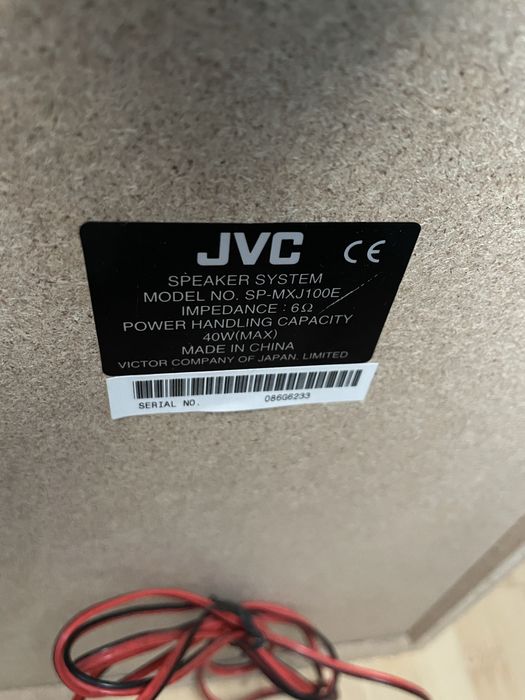 JVC CE
SPEAKER SYSTEM
MODEL NO. SP-MXJ100E
IMPEDANCE : 6Ω
POWER HANDLING CAPACITY
40W(MAX)
MADE IN CHINA
VICTOR COMPANY OF JAPAN, LIMITED
SERIAL NO. 086G6233